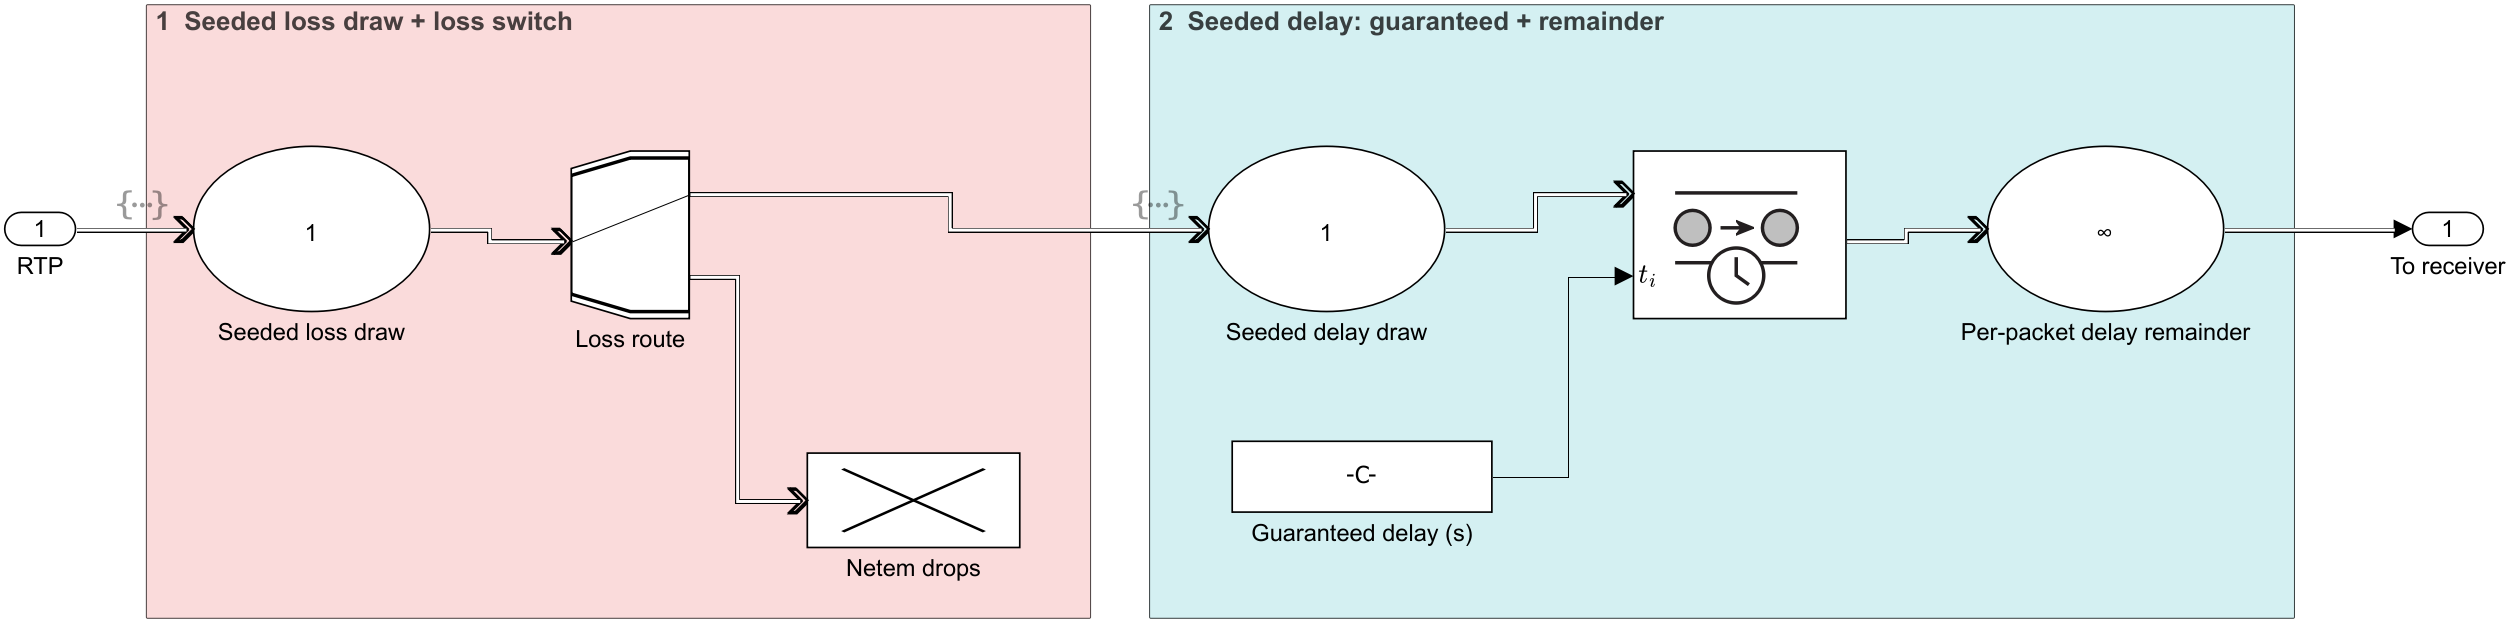 1 Seeded loss draw + loss switch
2 Seeded delay: guaranteed + remainder
{...}
{...}
1
RTP
1
Seeded loss draw
Loss route
Netem drops
1
Seeded delay draw
t_i
-C-
Guaranteed delay (s)
∞
Per-packet delay remainder
1
To receiver